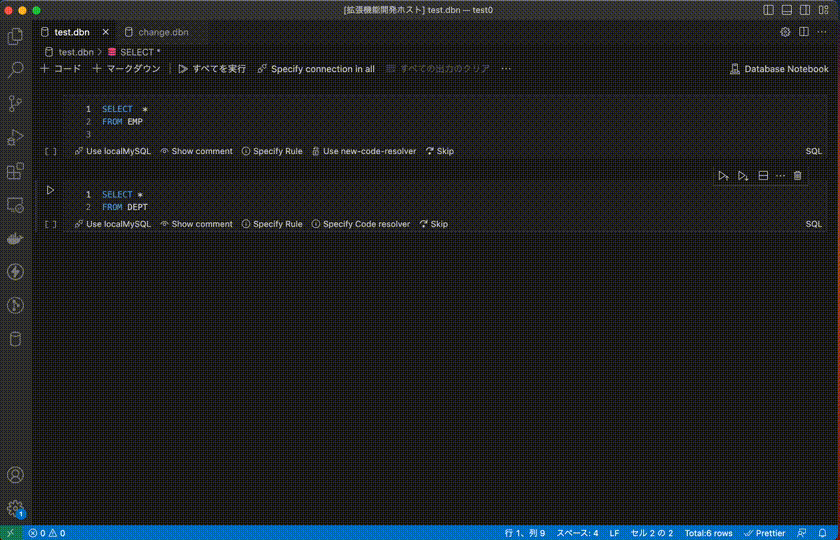 [拡張機能開発ホスト] test.dbn — test0
test.dbn change.dbn
test.dbn > SELECT *
+ コード + マークダウン | すべてを実行 Specify connection in all すべての出力のクリア ··· Database Notebook
1 SELECT *
2 FROM EMP
3
[ ] Use localMySQL Show comment Specify Rule Use new-code-resolver Skip SQL
1 SELECT *
2 FROM DEPT
[ ] Use localMySQL Show comment Specify Rule Specify Code resolver Skip SQL
1
0 0 行 1、列 9 スペース: 4 LF セル 2 の 2 Total:6 rows Prettier